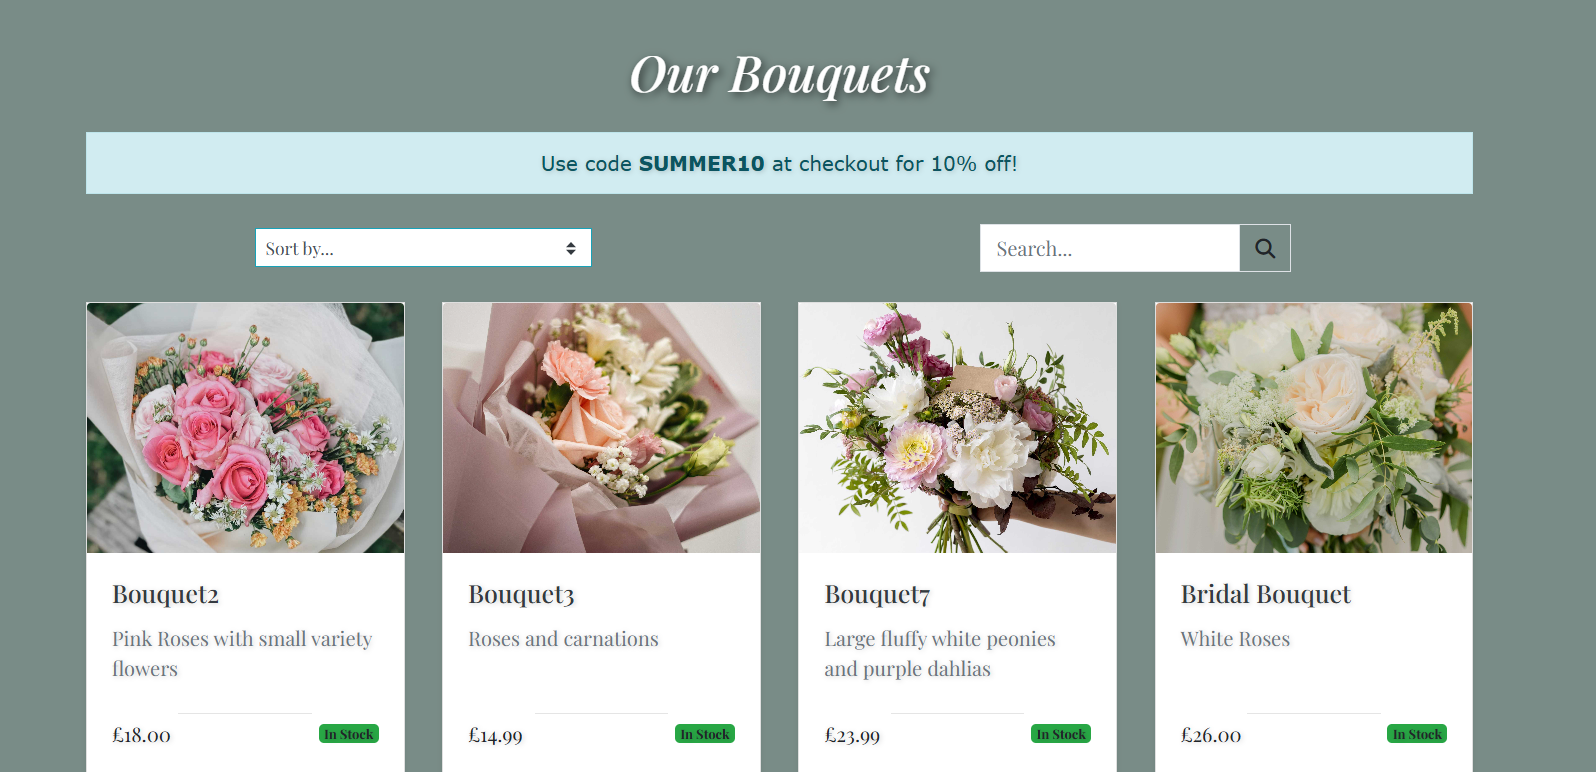 Our Bouquets
Use code SUMMER10 at checkout for 10% off!
Sort by...
Search...
Bouquet2
Pink Roses with small variety
flowers
£18.00
In Stock
Bouquet3
Roses and carnations
£14.99
In Stock
Bouquet7
Large fluffy white peonies
and purple dahlias
£23.99
In Stock
Bridal Bouquet
White Roses
£26.00
In Stock